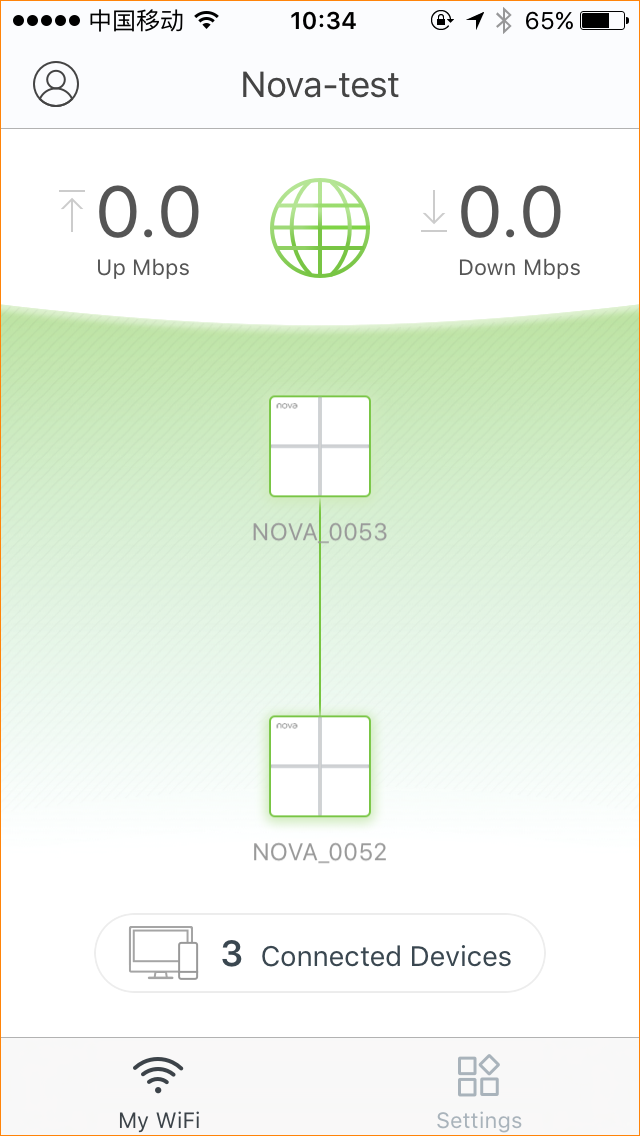 中国移动 10:34 65%
Nova-test
0.0 0.0
Up Mbps Down Mbps
nova
NOVA_0053
nova
NOVA_0052
3 Connected Devices
My WiFi Settings